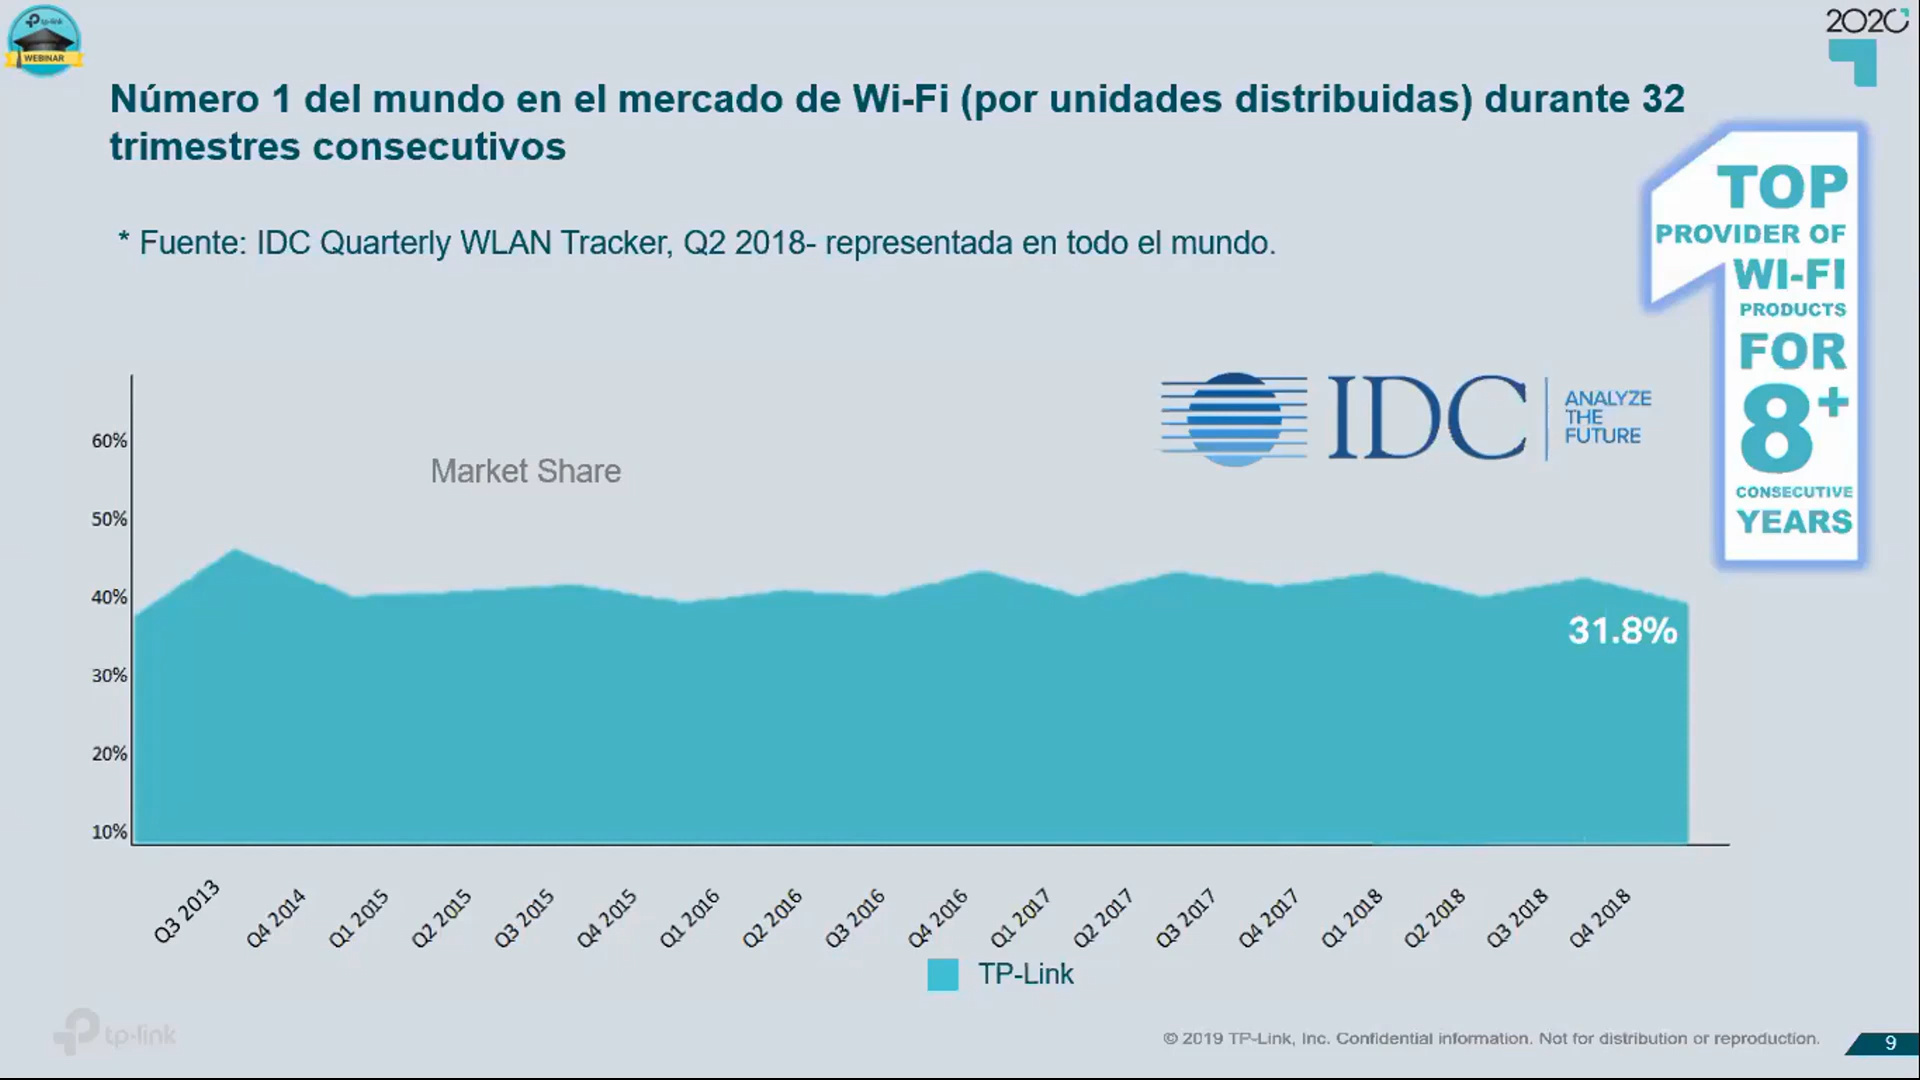 tp-link
WEBINAR
2020
Número 1 del mundo en el mercado de Wi-Fi (por unidades distribuidas) durante 32
trimestres consecutivos
* Fuente: IDC Quarterly WLAN Tracker, Q2 2018- representada en todo el mundo.
TOP
PROVIDER OF
WI-FI
PRODUCTS
FOR
8+
CONSECUTIVE
YEARS
IDC
ANALYZE
THE
FUTURE
Market Share
60%
50%
40%
30%
20%
10%
31.8%
Q3 2013
Q4 2014
Q1 2015
Q2 2015
Q3 2015
Q4 2015
Q1 2016
Q2 2016
Q3 2016
Q4 2016
Q1 2017
Q2 2017
Q3 2017
Q4 2017
Q1 2018
Q2 2018
Q3 2018
Q4 2018
TP-Link
tp-link
© 2019 TP-Link, Inc. Confidential information. Not for distribution or reproduction.
9